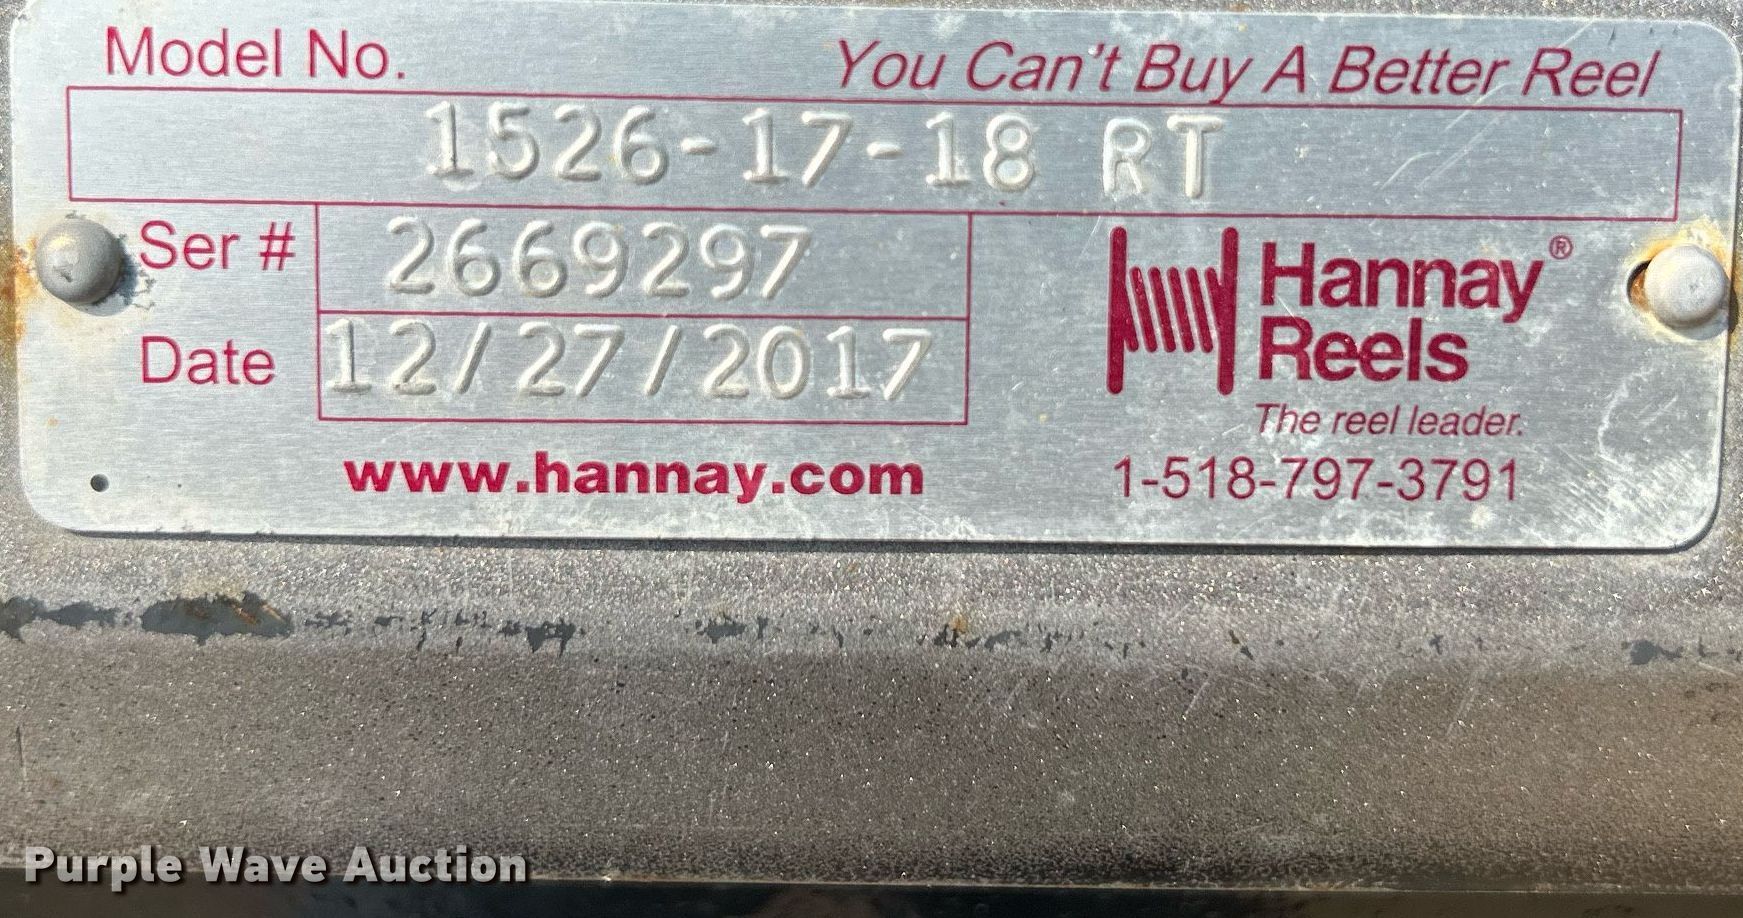 Model No.
You Can't Buy A Better Reel
1526-17-18 RT
Ser # 2669297
Date 12/27/2017
Hannay®
Reels
The reel leader.
www.hannay.com
1-518-797-3791
Purple Wave Auction